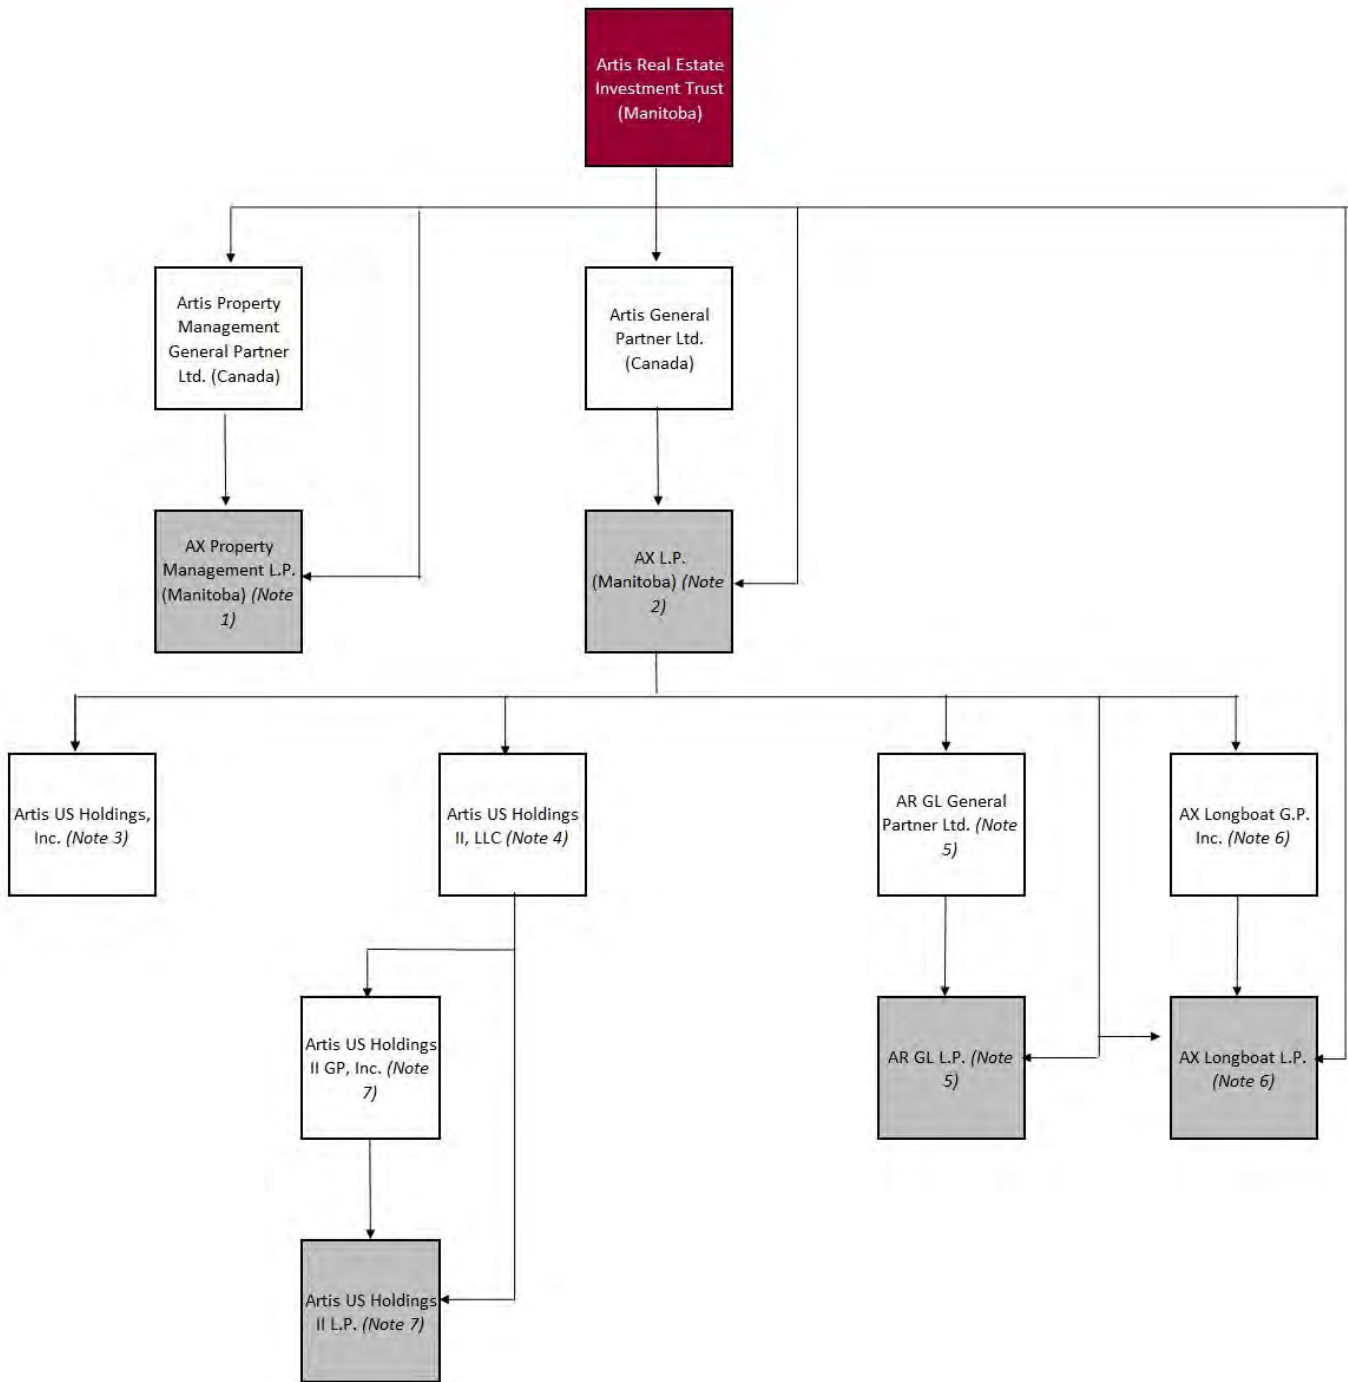 Artis Real Estate
Investment Trust
(Manitoba)
Artis Property
Management
General Partner
Ltd. (Canada)
Artis General
Partner Ltd.
(Canada)
AX Property
Management L.P.
(Manitoba) (Note
1)
AX L.P.
(Manitoba) (Note
2)
Artis US Holdings,
Inc. (Note 3)
Artis US Holdings
II, LLC (Note 4)
AR GL General
Partner Ltd. (Note
5)
AX Longboat G.P.
Inc. (Note 6)
Artis US Holdings
II GP, Inc. (Note
7)
AR GL L.P. (Note
5)
AX Longboat L.P.
(Note 6)
Artis US Holdings
II L.P. (Note 7)